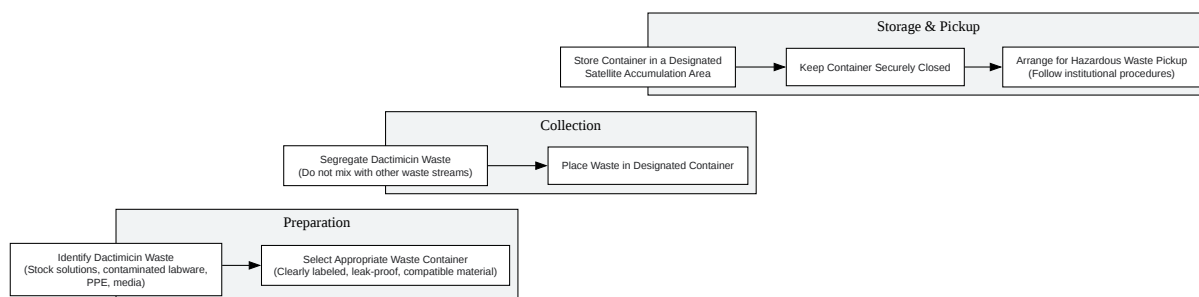 Storage & Pickup
Store Container in a Designated
Satellite Accumulation Area
Keep Container Securely Closed
Arrange for Hazardous Waste Pickup
(Follow institutional procedures)
Collection
Segregate Dactimicin Waste
(Do not mix with other waste streams)
Place Waste in Designated Container
Preparation
Identify Dactimicin Waste
(Stock solutions, contaminated labware,
PPE, media)
Select Appropriate Waste Container
(Clearly labeled, leak-proof, compatible material)